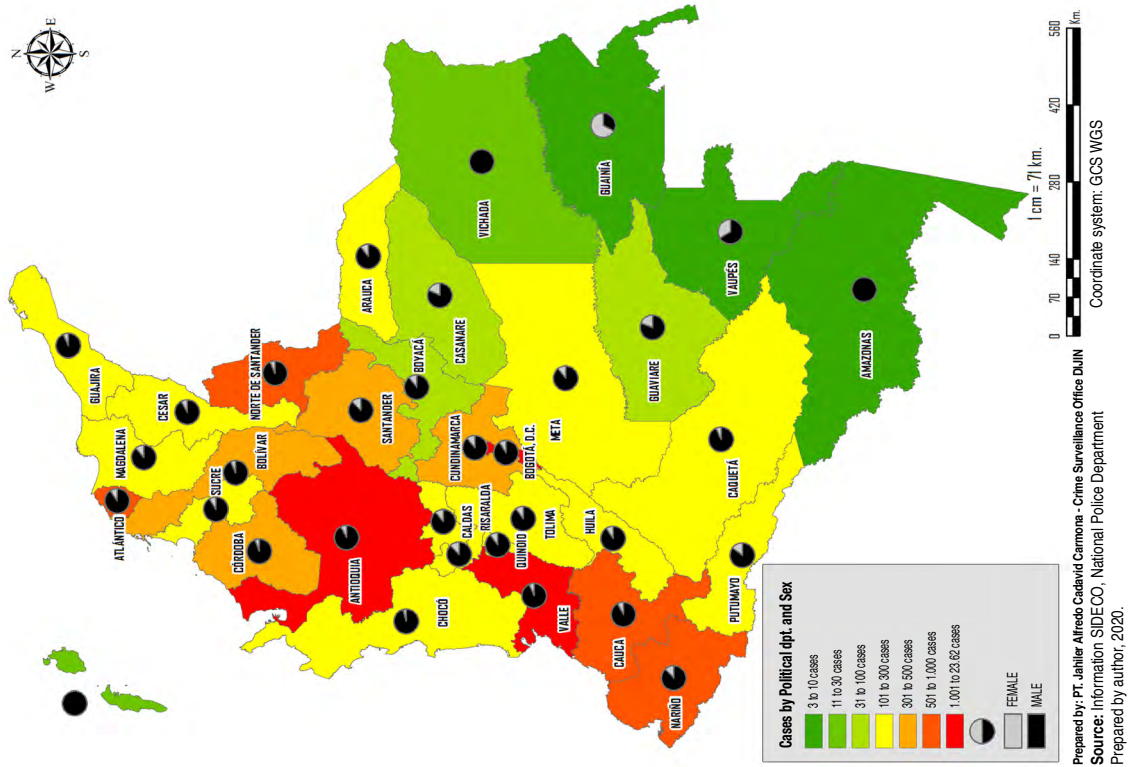 N
W
E
S
GUAJIRA
MAGDALENA
CESAR
ATLÁNTICO
SUCRE
BOLÍVAR
NORTE DE SANTANDER
CÓRDOBA
ANTIOQUIA
SANTANDER
ARAUCA
CHOCÓ
CALDAS
RISARALDA
CUNDINAMARCA
BOYACÁ
CASANARE
VICHADA
QUINDIO
TOLIMA
BOGOTÁ, D.C.
VALLE
HUILA
META
GUAINÍA
CAUCA
GUAVIARE
NARIÑO
PUTUMAYO
CAQUETÁ
VAUPÉS
AMAZONAS
Cases by Political dpt. and Sex
3 to 10 cases
11 to 30 cases
31 to 100 cases
101 to 300 cases
301 to 500 cases
501 to 1.000 cases
1.001 to 23.62 cases
FEMALE
MALE
1 cm = 71 km.
0 70 140 280 420 560
Km.
Coordinate system: GCS WGS
Prepared by: PT. Jahiler Alfredo Cadavid Carmona - Crime Surveillance Office DIJIN
Source: Information SIDECO, National Police Department
Prepared by author, 2020.